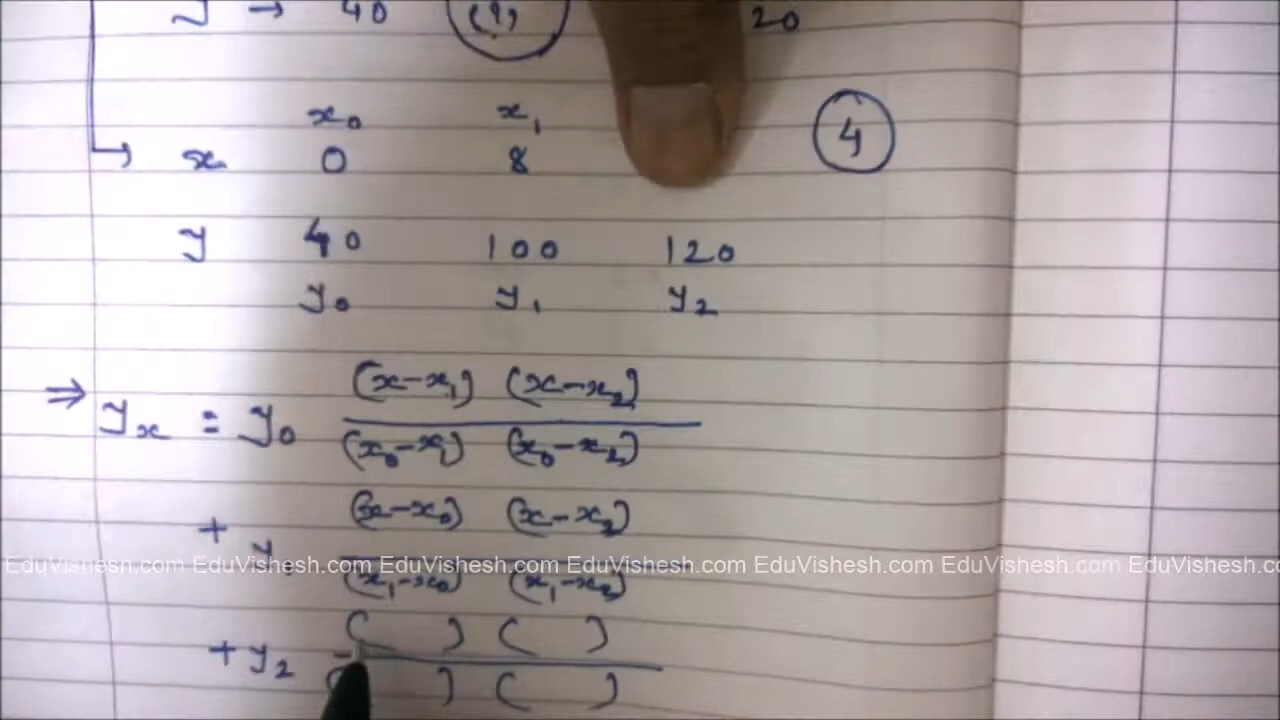 y → 40 (?) 20
x₀ x₁
→ x 0 8 4
y 40 100 120
y₀ y₁ y₂
(x-x₁) (x-x₂)
⇒ yₓ = y₀
(x₀-x₁) (x₀-x₂)
(x-x₀) (x-x₂)
+ y
EduVishesh.com EduVishesh.com EduVishesh.com EduVishesh.com EduVishesh.com EduVishesh.com EduVishesh.com
(x₁-x₀) (x₁-x₂)
( ) ( )
+ y₂
( ) ( )